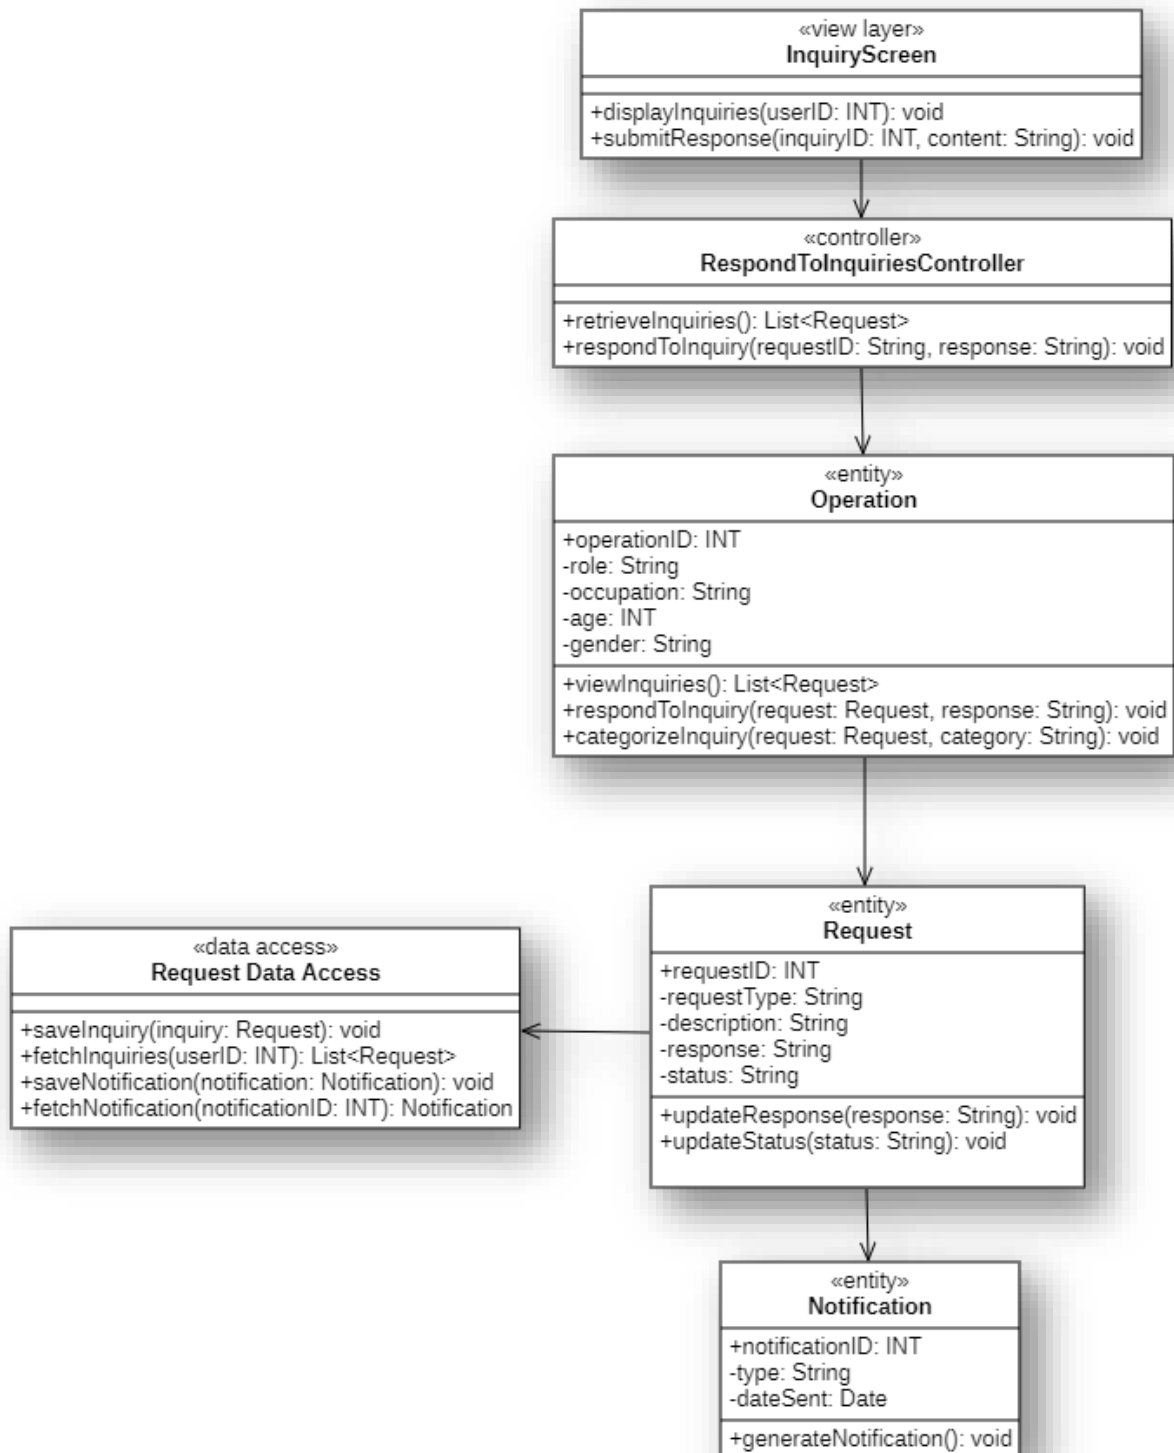 «view layer»
InquiryScreen
+displayInquiries(userID: INT): void
+submitResponse(inquiryID: INT, content: String): void
«controller»
RespondToInquiriesController
+retrieveInquiries(): List<Request>
+respondToInquiry(requestID: String, response: String): void
«entity»
Operation
+operationID: INT
-role: String
-occupation: String
-age: INT
-gender: String
+viewInquiries(): List<Request>
+respondToInquiry(request: Request, response: String): void
+categorizeInquiry(request: Request, category: String): void
«entity»
Request
+requestID: INT
-requestType: String
-description: String
-response: String
-status: String
+updateResponse(response: String): void
+updateStatus(status: String): void
«data access»
Request Data Access
+saveInquiry(inquiry: Request): void
+fetchInquiries(userID: INT): List<Request>
+saveNotification(notification: Notification): void
+fetchNotification(notificationID: INT): Notification
«entity»
Notification
+notificationID: INT
-type: String
-dateSent: Date
+generateNotification(): void